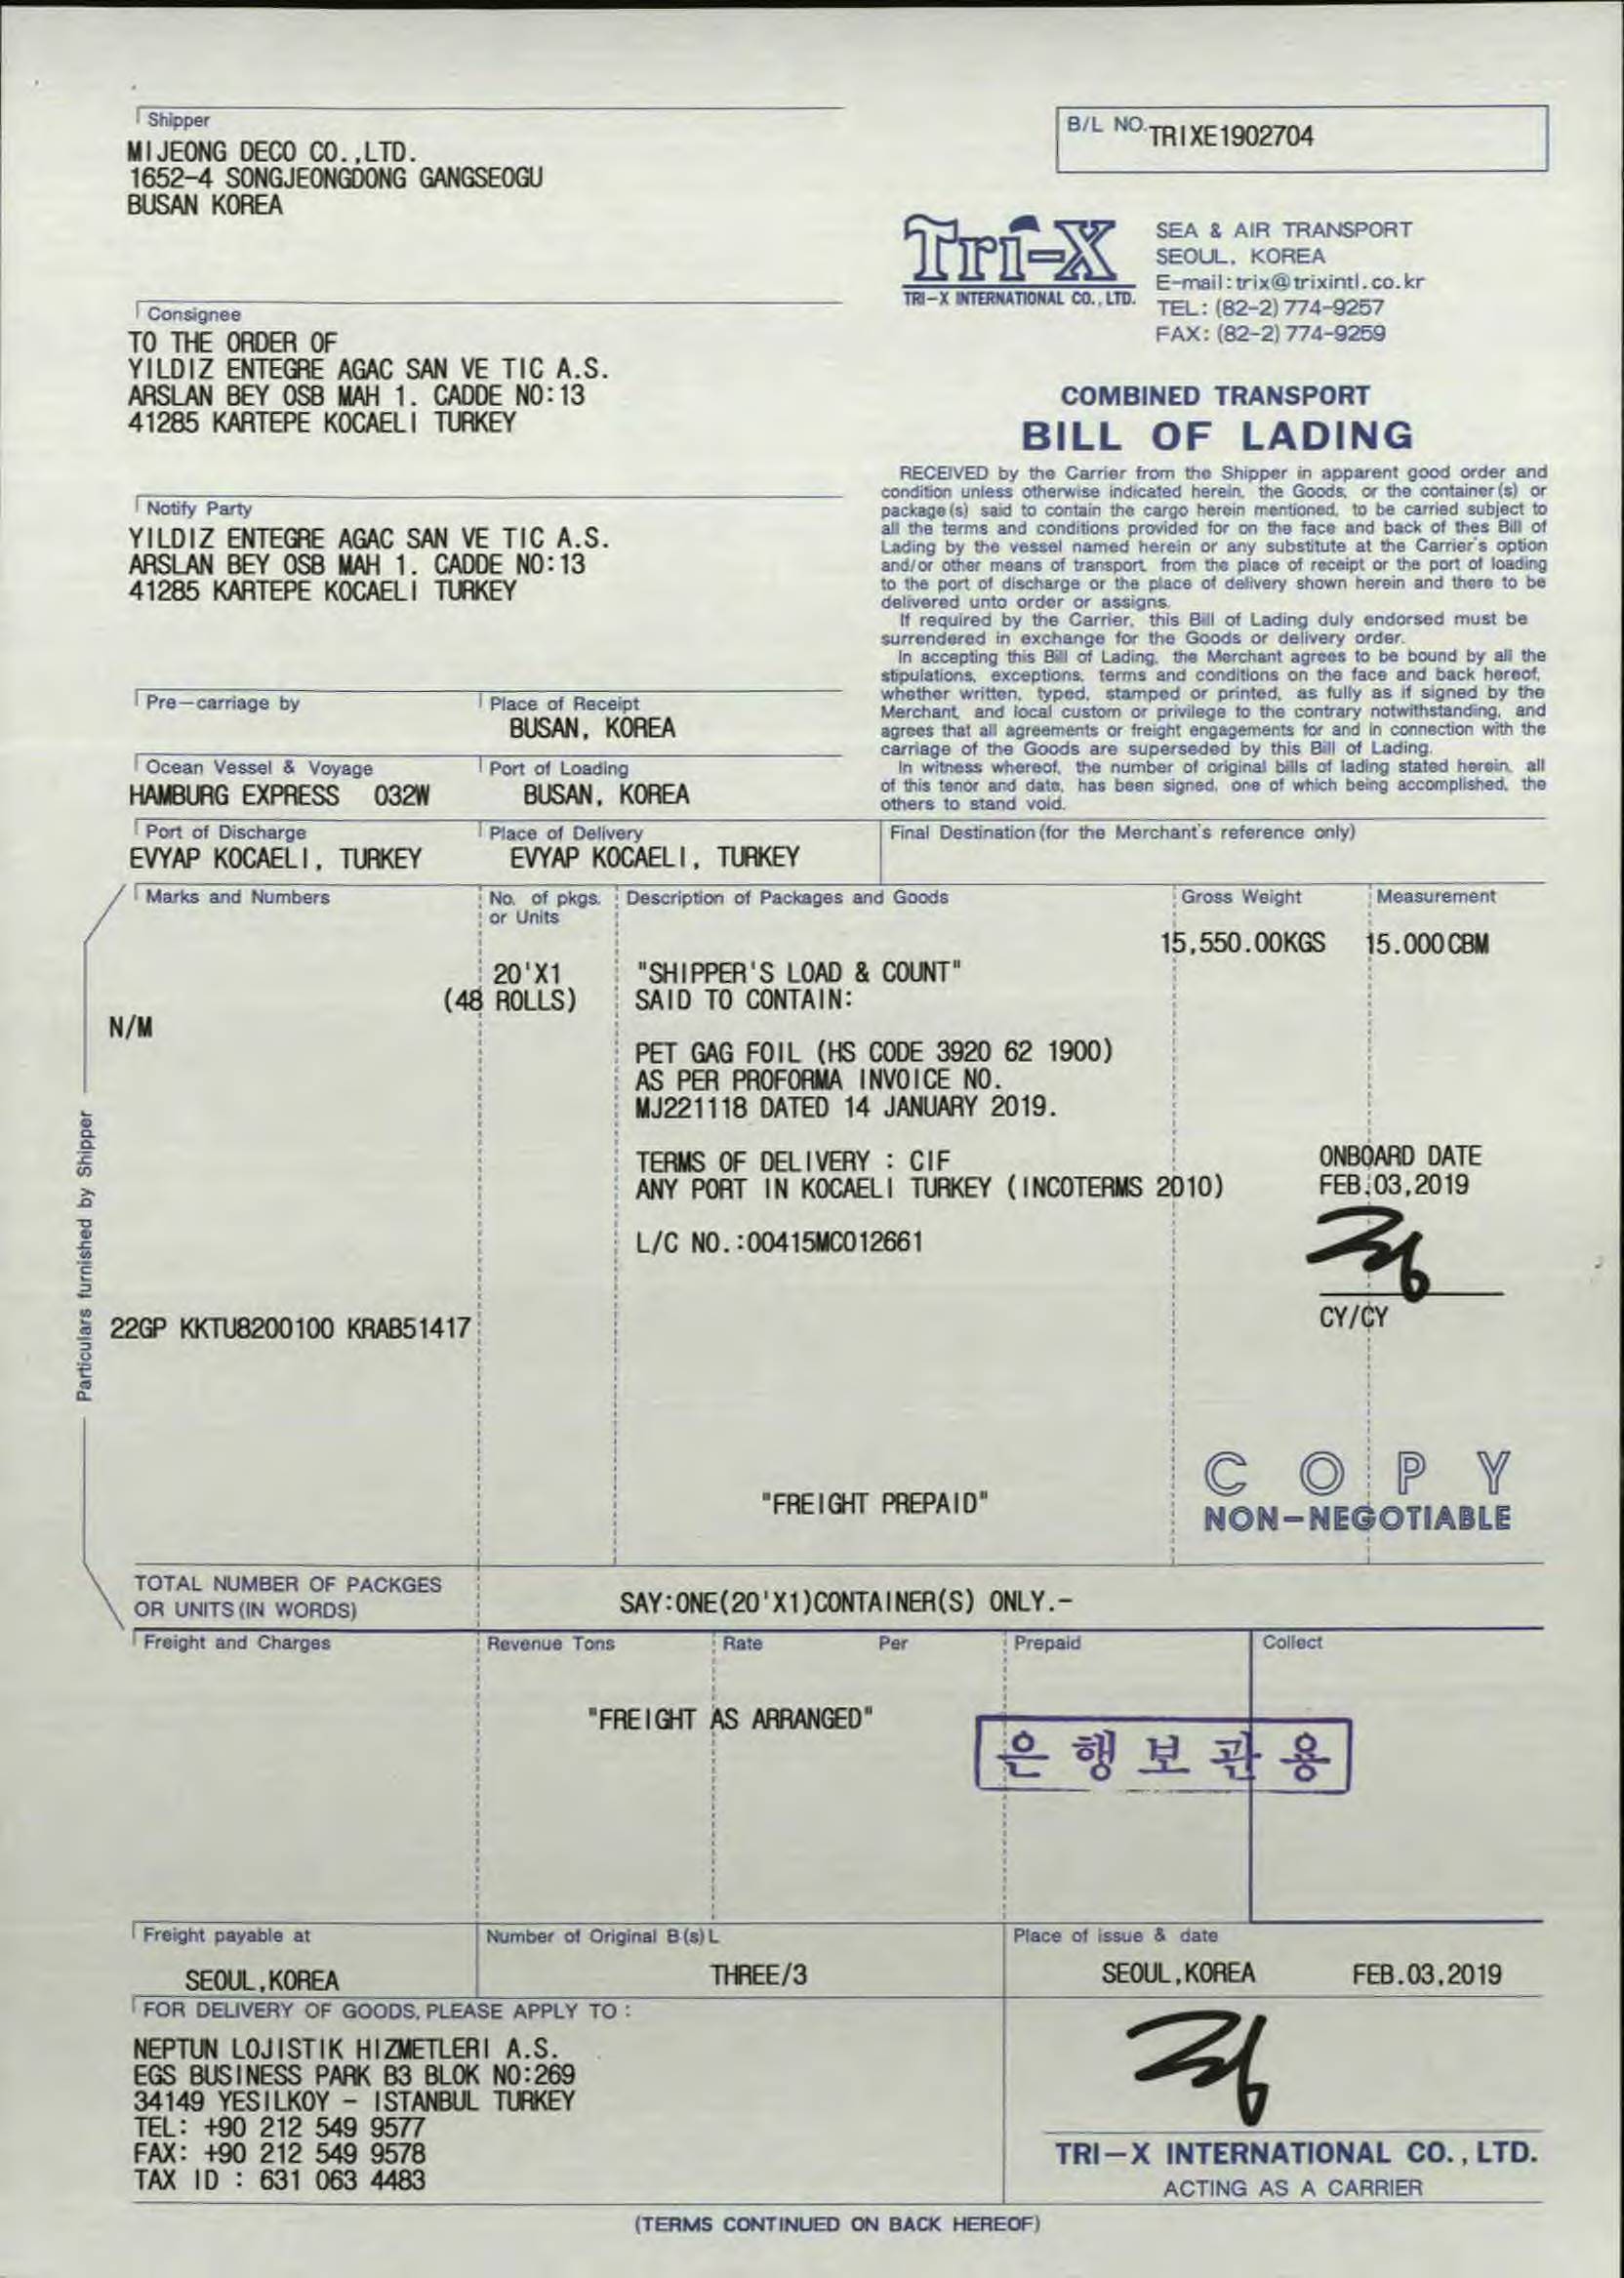 Shipper
MIJEONG DECO CO.,LTD.
1652-4 SONGJEONGDONG GANGSEOGU
BUSAN KOREA
B/L NO. TRIXE1902704
Tri-X
TRI-X INTERNATIONAL CO., LTD.
SEA & AIR TRANSPORT
SEOUL, KOREA
E-mail:trix@trixintl.co.kr
TEL: (82-2) 774-9257
FAX: (82-2) 774-9259
Consignee
TO THE ORDER OF
YILDIZ ENTEGRE AGAC SAN VE TIC A.S.
ARSLAN BEY OSB MAH 1. CADDE NO:13
41285 KARTEPE KOCAELI TURKEY
COMBINED TRANSPORT
BILL OF LADING
RECEIVED by the Carrier from the Shipper in apparent good order and
condition unless otherwise indicated herein, the Goods, or the container(s) or
package(s) said to contain the cargo herein mentioned, to be carried subject to
all the terms and conditions provided for on the face and back of thes Bill of
Lading by the vessel named herein or any substitute at the Carrier's option
and/or other means of transport, from the place of receipt or the port of loading
to the port of discharge or the place of delivery shown herein and there to be
delivered unto order or assigns.
If required by the Carrier, this Bill of Lading duly endorsed must be
surrendered in exchange for the Goods or delivery order.
In accepting this Bill of Lading, the Merchant agrees to be bound by all the
stipulations, exceptions, terms and conditions on the face and back hereof,
whether written, typed, stamped or printed, as fully as if signed by the
Merchant, and local custom or privilege to the contrary notwithstanding, and
agrees that all agreements or freight engagements for and in connection with the
carriage of the Goods are superseded by this Bill of Lading.
In witness whereof, the number of original bills of lading stated herein, all
of this tenor and date, has been signed, one of which being accomplished, the
others to stand void.
Notify Party
YILDIZ ENTEGRE AGAC SAN VE TIC A.S.
ARSLAN BEY OSB MAH 1. CADDE NO:13
41285 KARTEPE KOCAELI TURKEY
Pre-carriage by
Place of Receipt
BUSAN, KOREA
Ocean Vessel & Voyage
HAMBURG EXPRESS 032W
Port of Loading
BUSAN, KOREA
Port of Discharge
EVYAP KOCAELI, TURKEY
Place of Delivery
EVYAP KOCAELI, TURKEY
Final Destination (for the Merchant's reference only)
Particulars furnished by Shipper
Marks and Numbers
No. of pkgs. or Units
Description of Packages and Goods
Gross Weight
Measurement
15,550.00KGS 15.000CBM
20'X1 "SHIPPER'S LOAD & COUNT"
(48 ROLLS) SAID TO CONTAIN:
N/M
PET GAG FOIL (HS CODE 3920 62 1900)
AS PER PROFORMA INVOICE NO.
MJ221118 DATED 14 JANUARY 2019.
TERMS OF DELIVERY : CIF
ANY PORT IN KOCAELI TURKEY (INCOTERMS 2010)
ONBOARD DATE
FEB.03,2019
L/C NO.:00415MC012661
CY/CY
22GP KKTU8200100 KRAB51417
"FREIGHT PREPAID"
COPY
NON-NEGOTIABLE
TOTAL NUMBER OF PACKGES
OR UNITS (IN WORDS)
SAY:ONE(20'X1)CONTAINER(S) ONLY.-
Freight and Charges
Revenue Tons
Rate
Per
Prepaid
Collect
"FREIGHT AS ARRANGED"
은행보관용
Freight payable at
SEOUL,KOREA
Number of Original B(s)L
THREE/3
Place of issue & date
SEOUL,KOREA FEB.03,2019
FOR DELIVERY OF GOODS, PLEASE APPLY TO :
NEPTUN LOJISTIK HIZMETLERI A.S.
EGS BUSINESS PARK B3 BLOK NO:269
34149 YESILKOY - ISTANBUL TURKEY
TEL: +90 212 549 9577
FAX: +90 212 549 9578
TAX ID : 631 063 4483
TRI-X INTERNATIONAL CO., LTD.
ACTING AS A CARRIER
(TERMS CONTINUED ON BACK HEREOF)